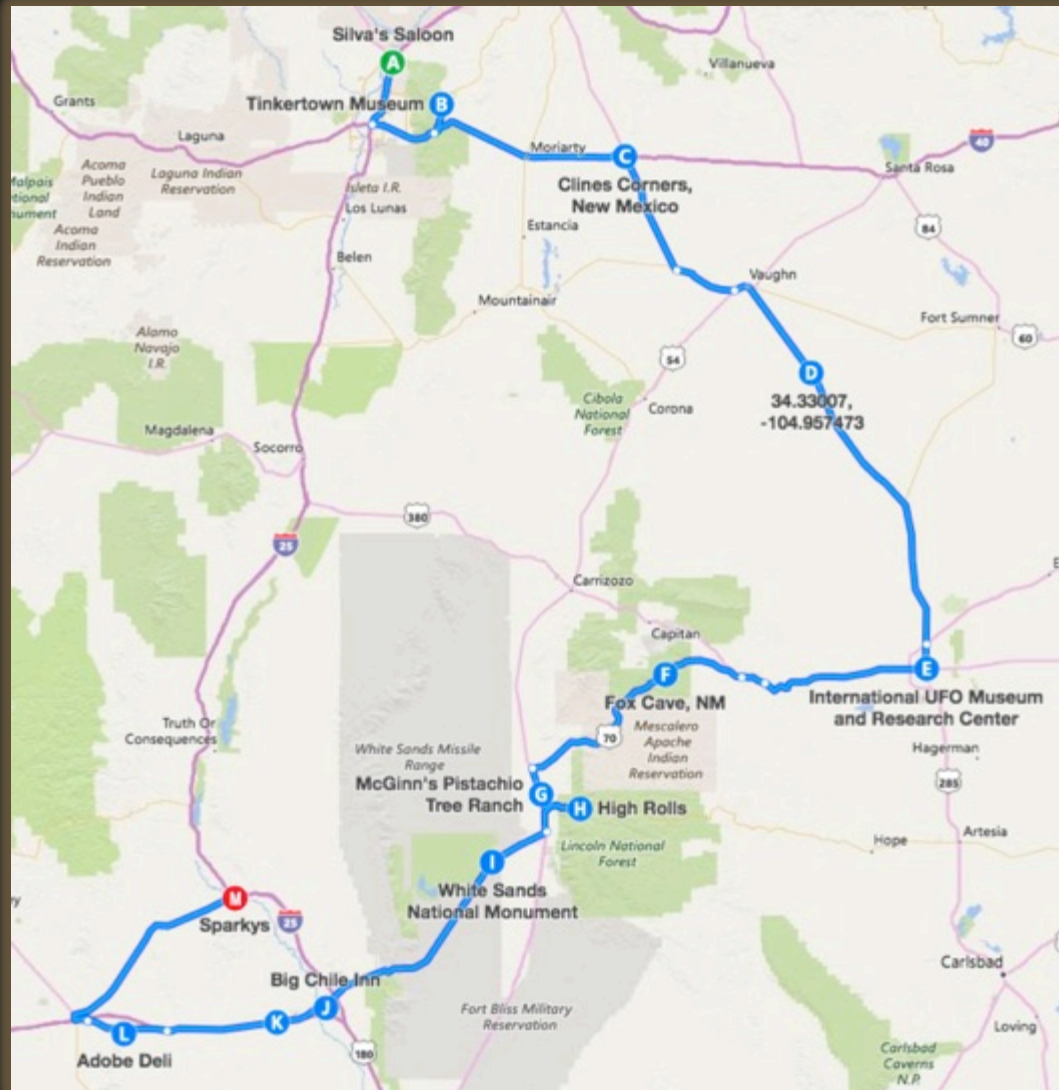 Silva's Saloon
A
Villanueva
Grants
Tinkertown Museum
B
Laguna
Moriarty
C
40
Santa Rosa
Acoma
Pueblo
Indian
Land
Laguna Indian
Reservation
Isleta I.R.
Clines Corners,
New Mexico
Los Lunas
Acoma
Indian
Reservation
Estancia
84
Belen
Vaughn
Mountainair
Fort Sumner
60
Alamo
Navajo
I.R.
54
D
34.33007,
-104.957473
Cibola
National
Forest
Corona
Magdalena
Socorro
380
25
Carrizozo
Capitan
E
International UFO Museum
and Research Center
F
Fox Cave, NM
Truth Or
Consequences
70
Mescalero
Apache
Indian
Reservation
White Sands Missile
Range
Hagerman
285
McGinn's Pistachio
Tree Ranch
G
H
High Rolls
Hope
Artesia
Lincoln National
Forest
I
White Sands
National Monument
M
Sparkys
25
Carlsbad
Big Chile Inn
J
K
L
Adobe Deli
Fort Bliss Military
Reservation
180
Loving
Carlsbad
Caverns
N.P.